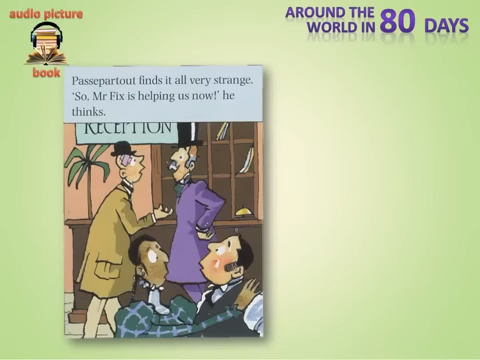 audio picture
book
AROUND THE
WORLD IN 80 DAYS
Passepartout finds it all very strange.
‘So, Mr Fix is helping us now!’ he
thinks.
RECEPTION